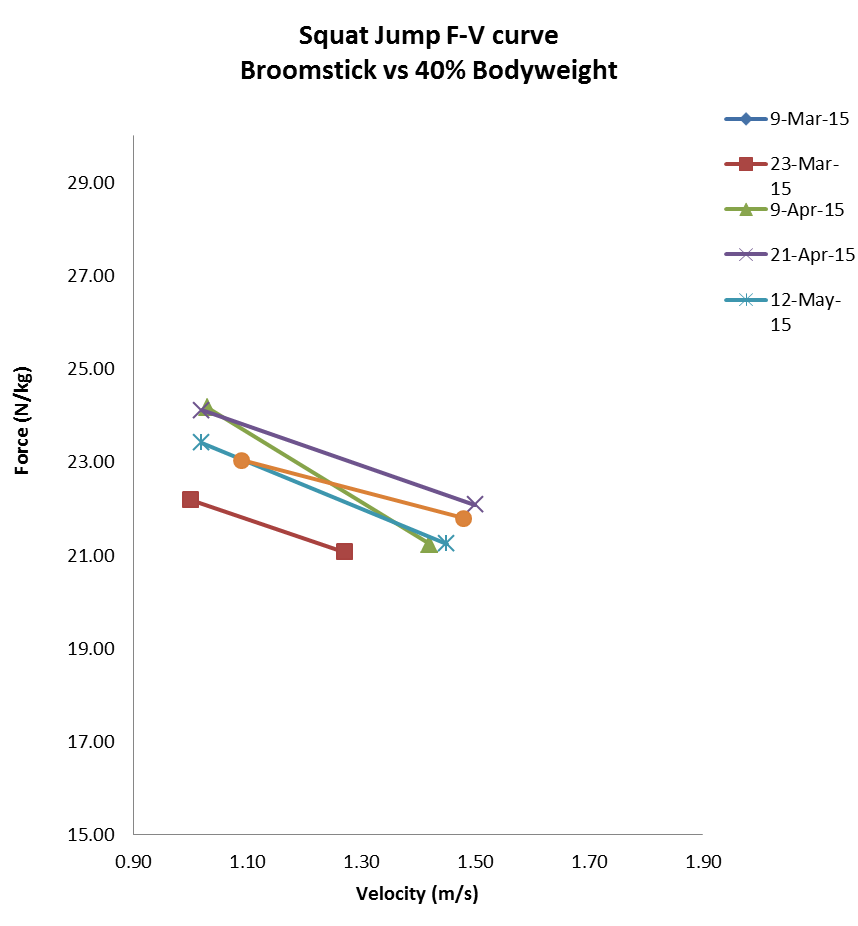 Squat Jump F-V curve
Broomstick vs 40% Bodyweight
9-Mar-15
23-Mar-
15
9-Apr-15
21-Apr-15
12-May-
15
29.00
27.00
25.00
23.00
21.00
19.00
17.00
15.00
Force (N/kg)
0.90 1.10 1.30 1.50 1.70 1.90
Velocity (m/s)